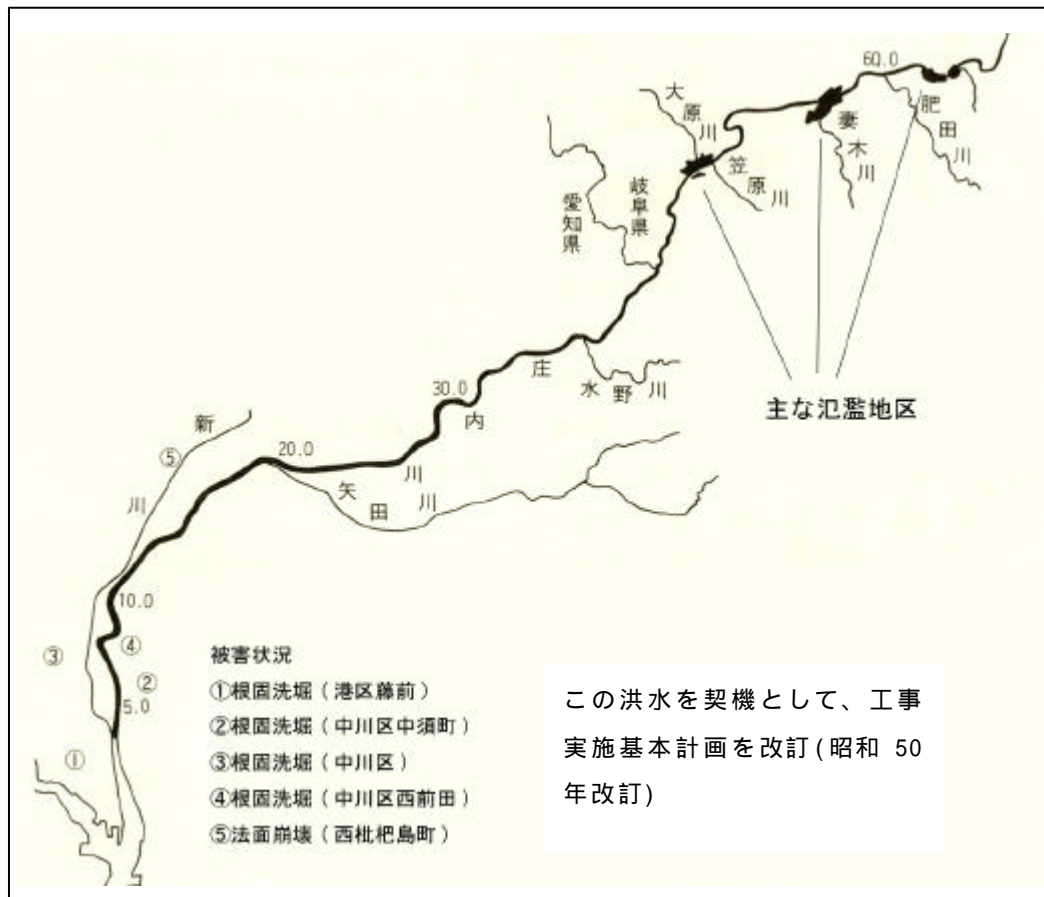 60.0
大原川
肥田川
妻木川
笠原川
岐阜県
愛知県
庄内川
水野川
30.0
主な氾濫地区
新川
⑤
20.0
矢田川
10.0
③
④
②
5.0
①
被害状況
①根固洗堀(港区藤前)
②根固洗堀(中川区中須町)
③根固洗堀(中川区)
④根固洗堀(中川区西前田)
⑤法面崩壊(西枇杷島町)
この洪水を契機として、工事
実施基本計画を改訂(昭和 50
年改訂)